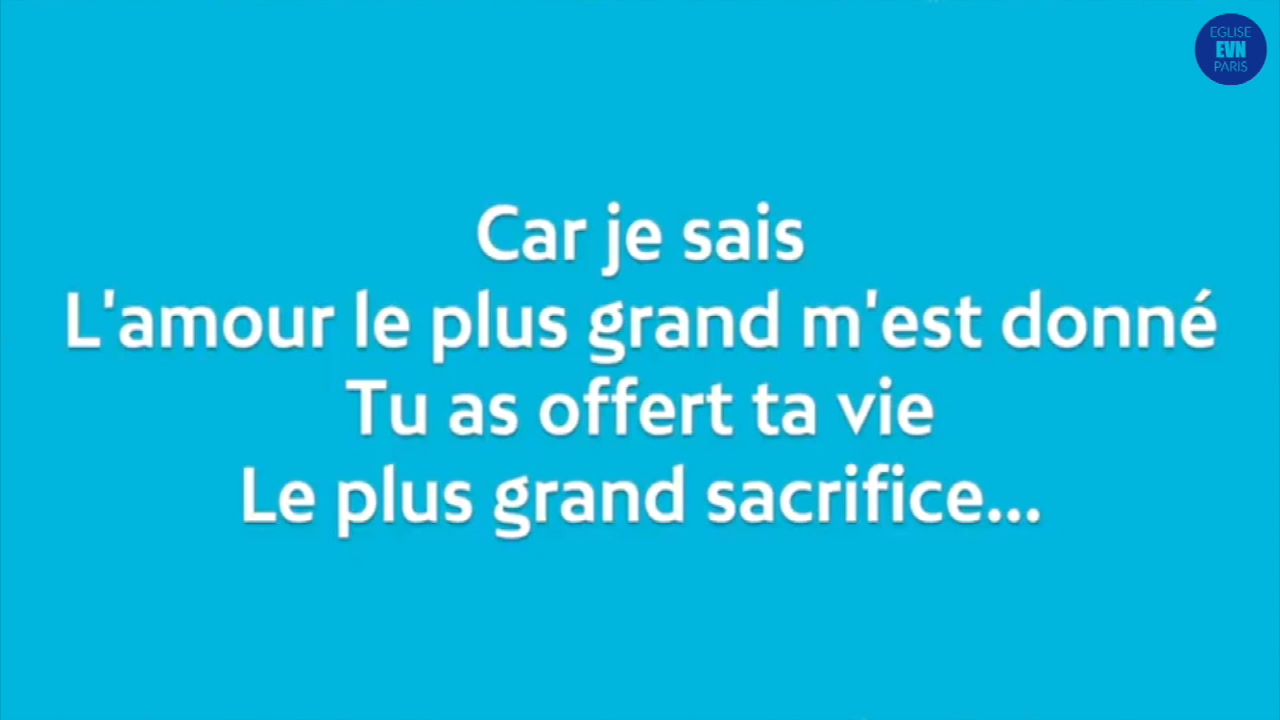 EGLISE
EVN
PARIS
Car je sais
L'amour le plus grand m'est donné
Tu as offert ta vie
Le plus grand sacrifice...